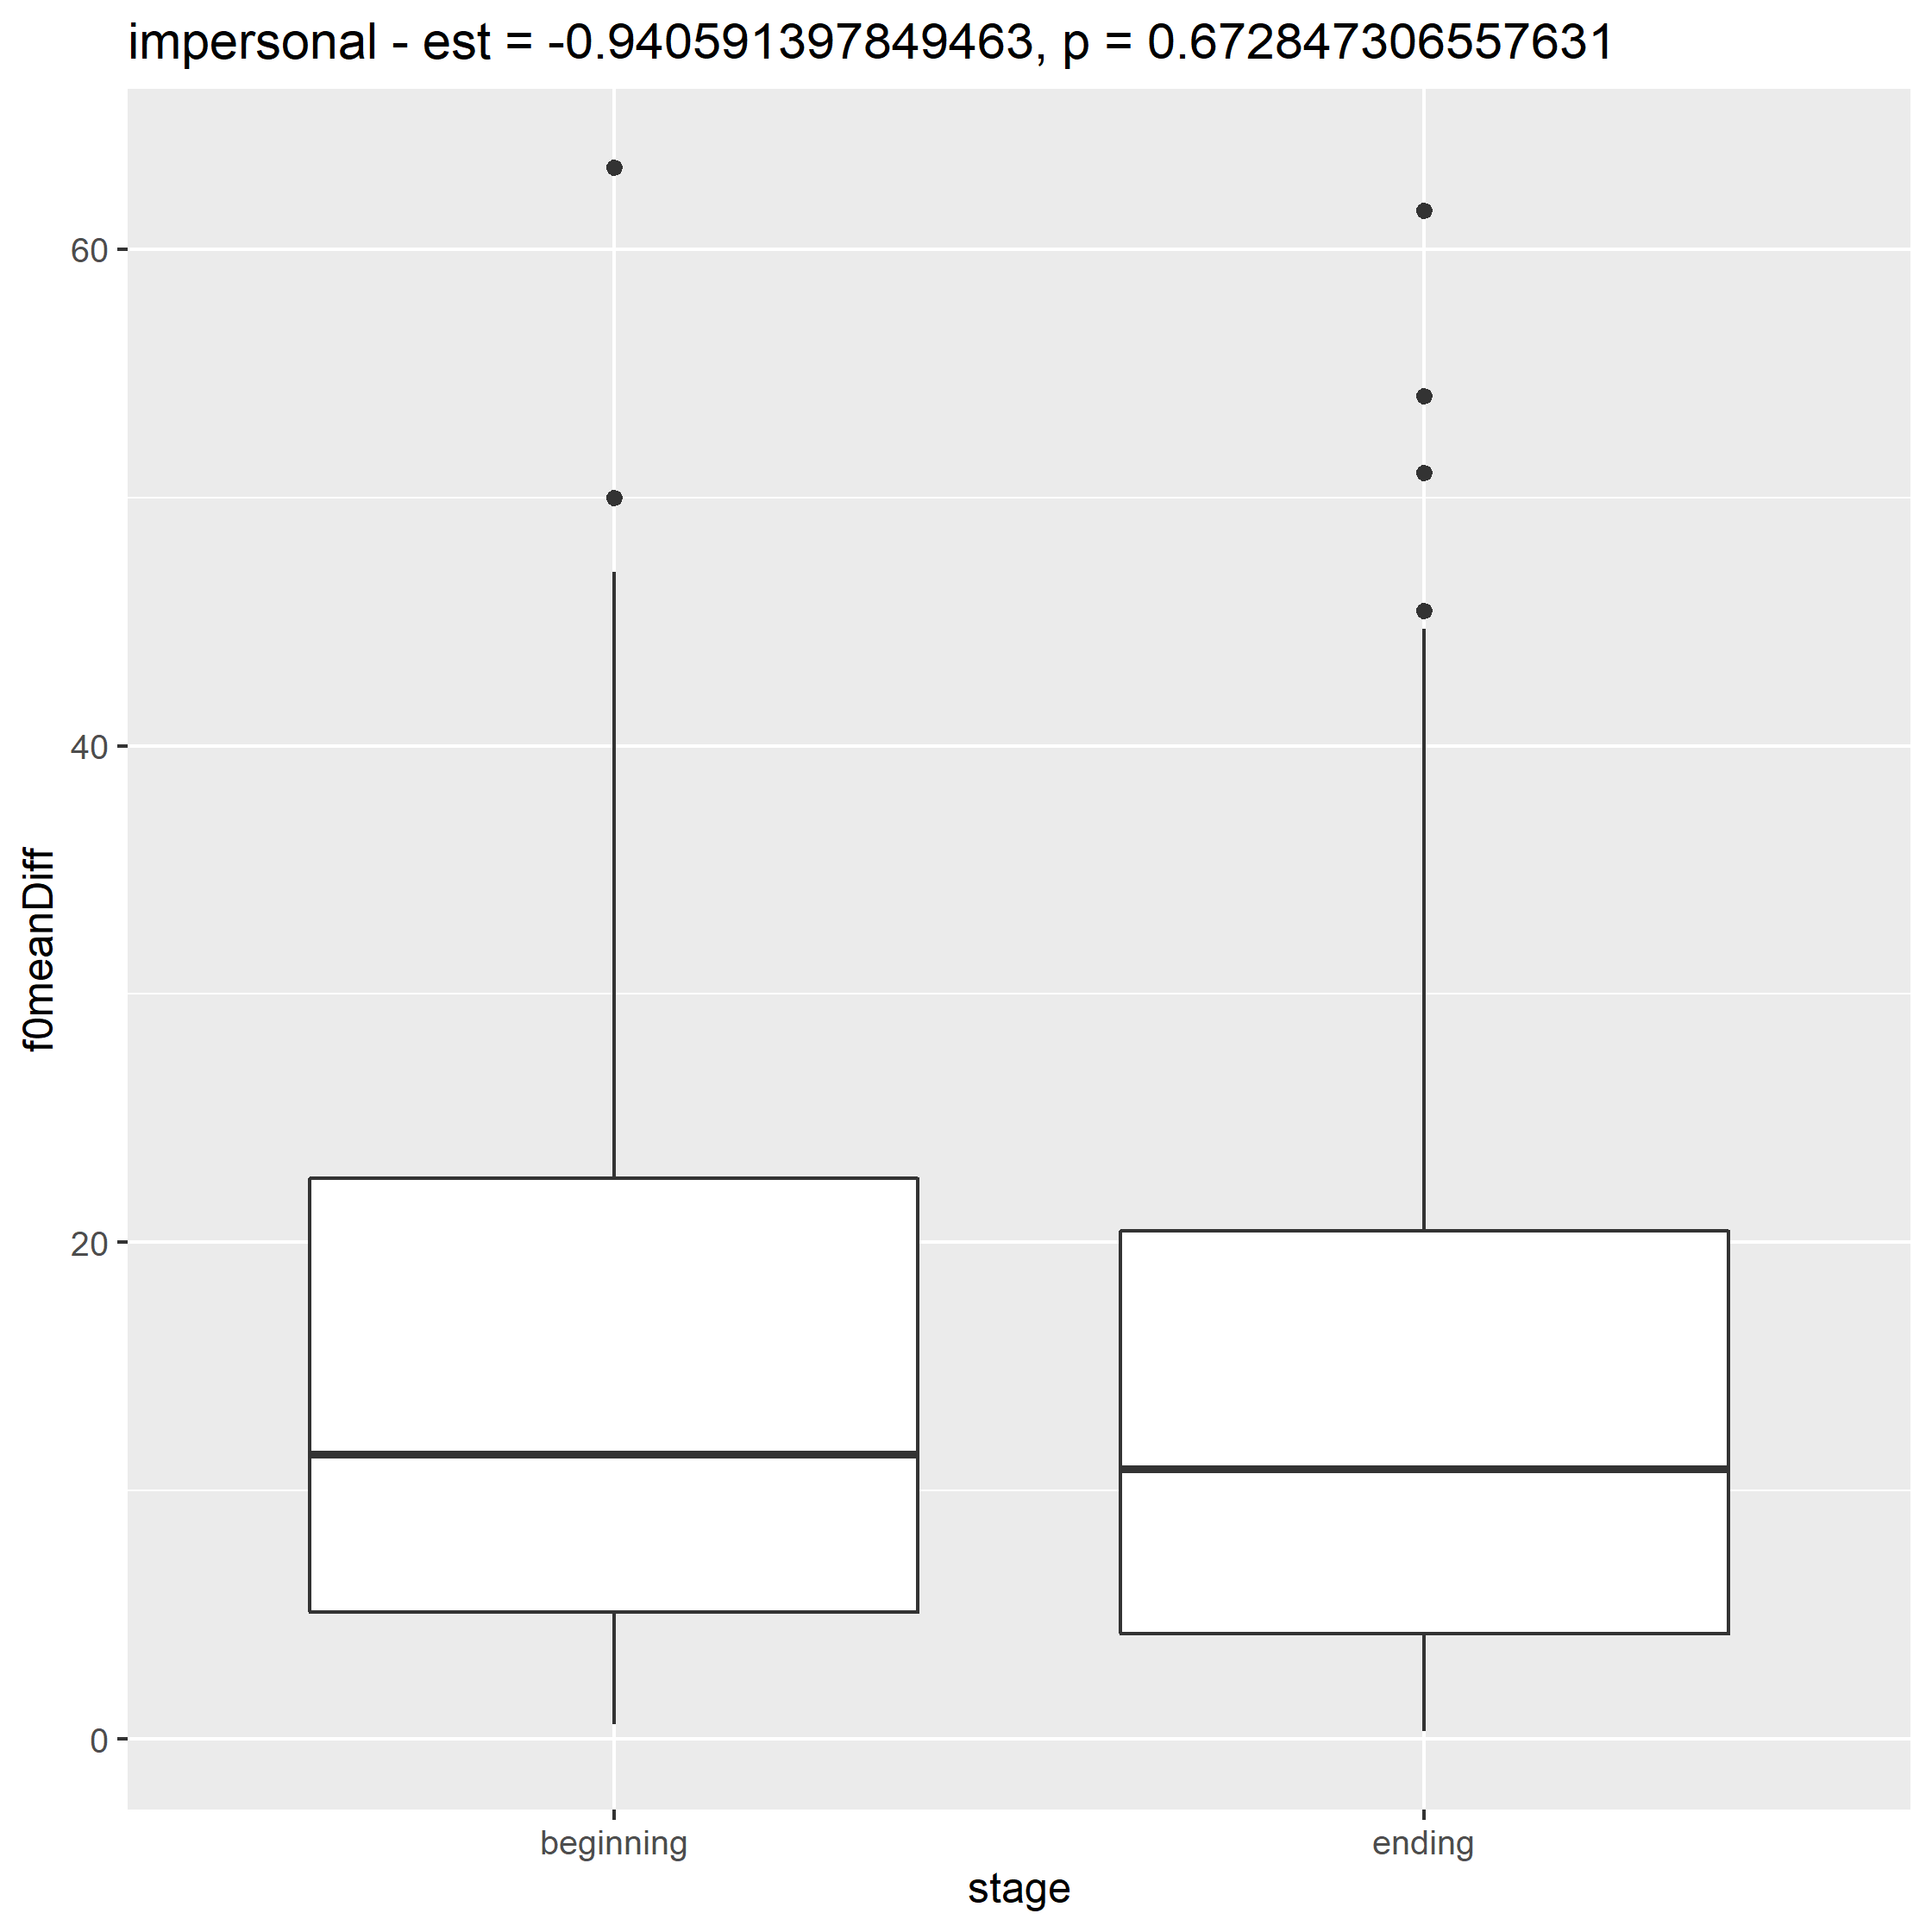 impersonal - est = -0.940591397849463, p = 0.672847306557631
60
40
20
0
f0meanDiff
beginning
ending
stage